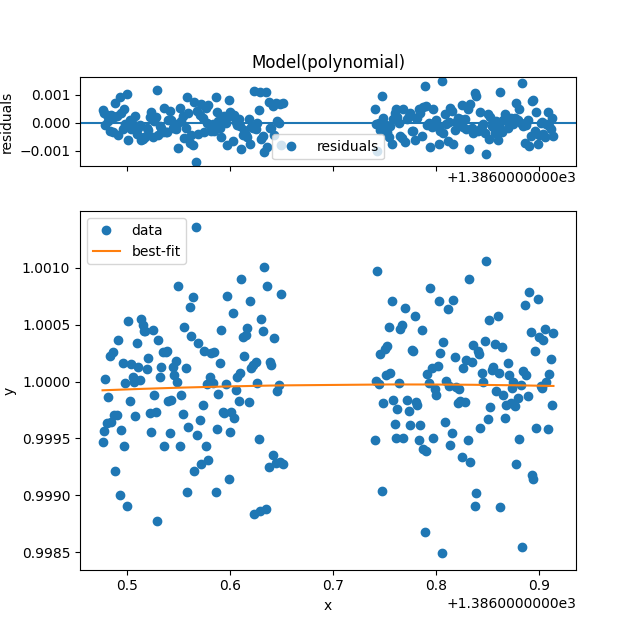 Model(polynomial)
0.001
0.000
−0.001
residuals
residuals
+1.3860000000e3
1.0010
1.0005
1.0000
0.9995
0.9990
0.9985
y
data
best-fit
0.5
0.6
0.7
0.8
0.9
x
+1.3860000000e3